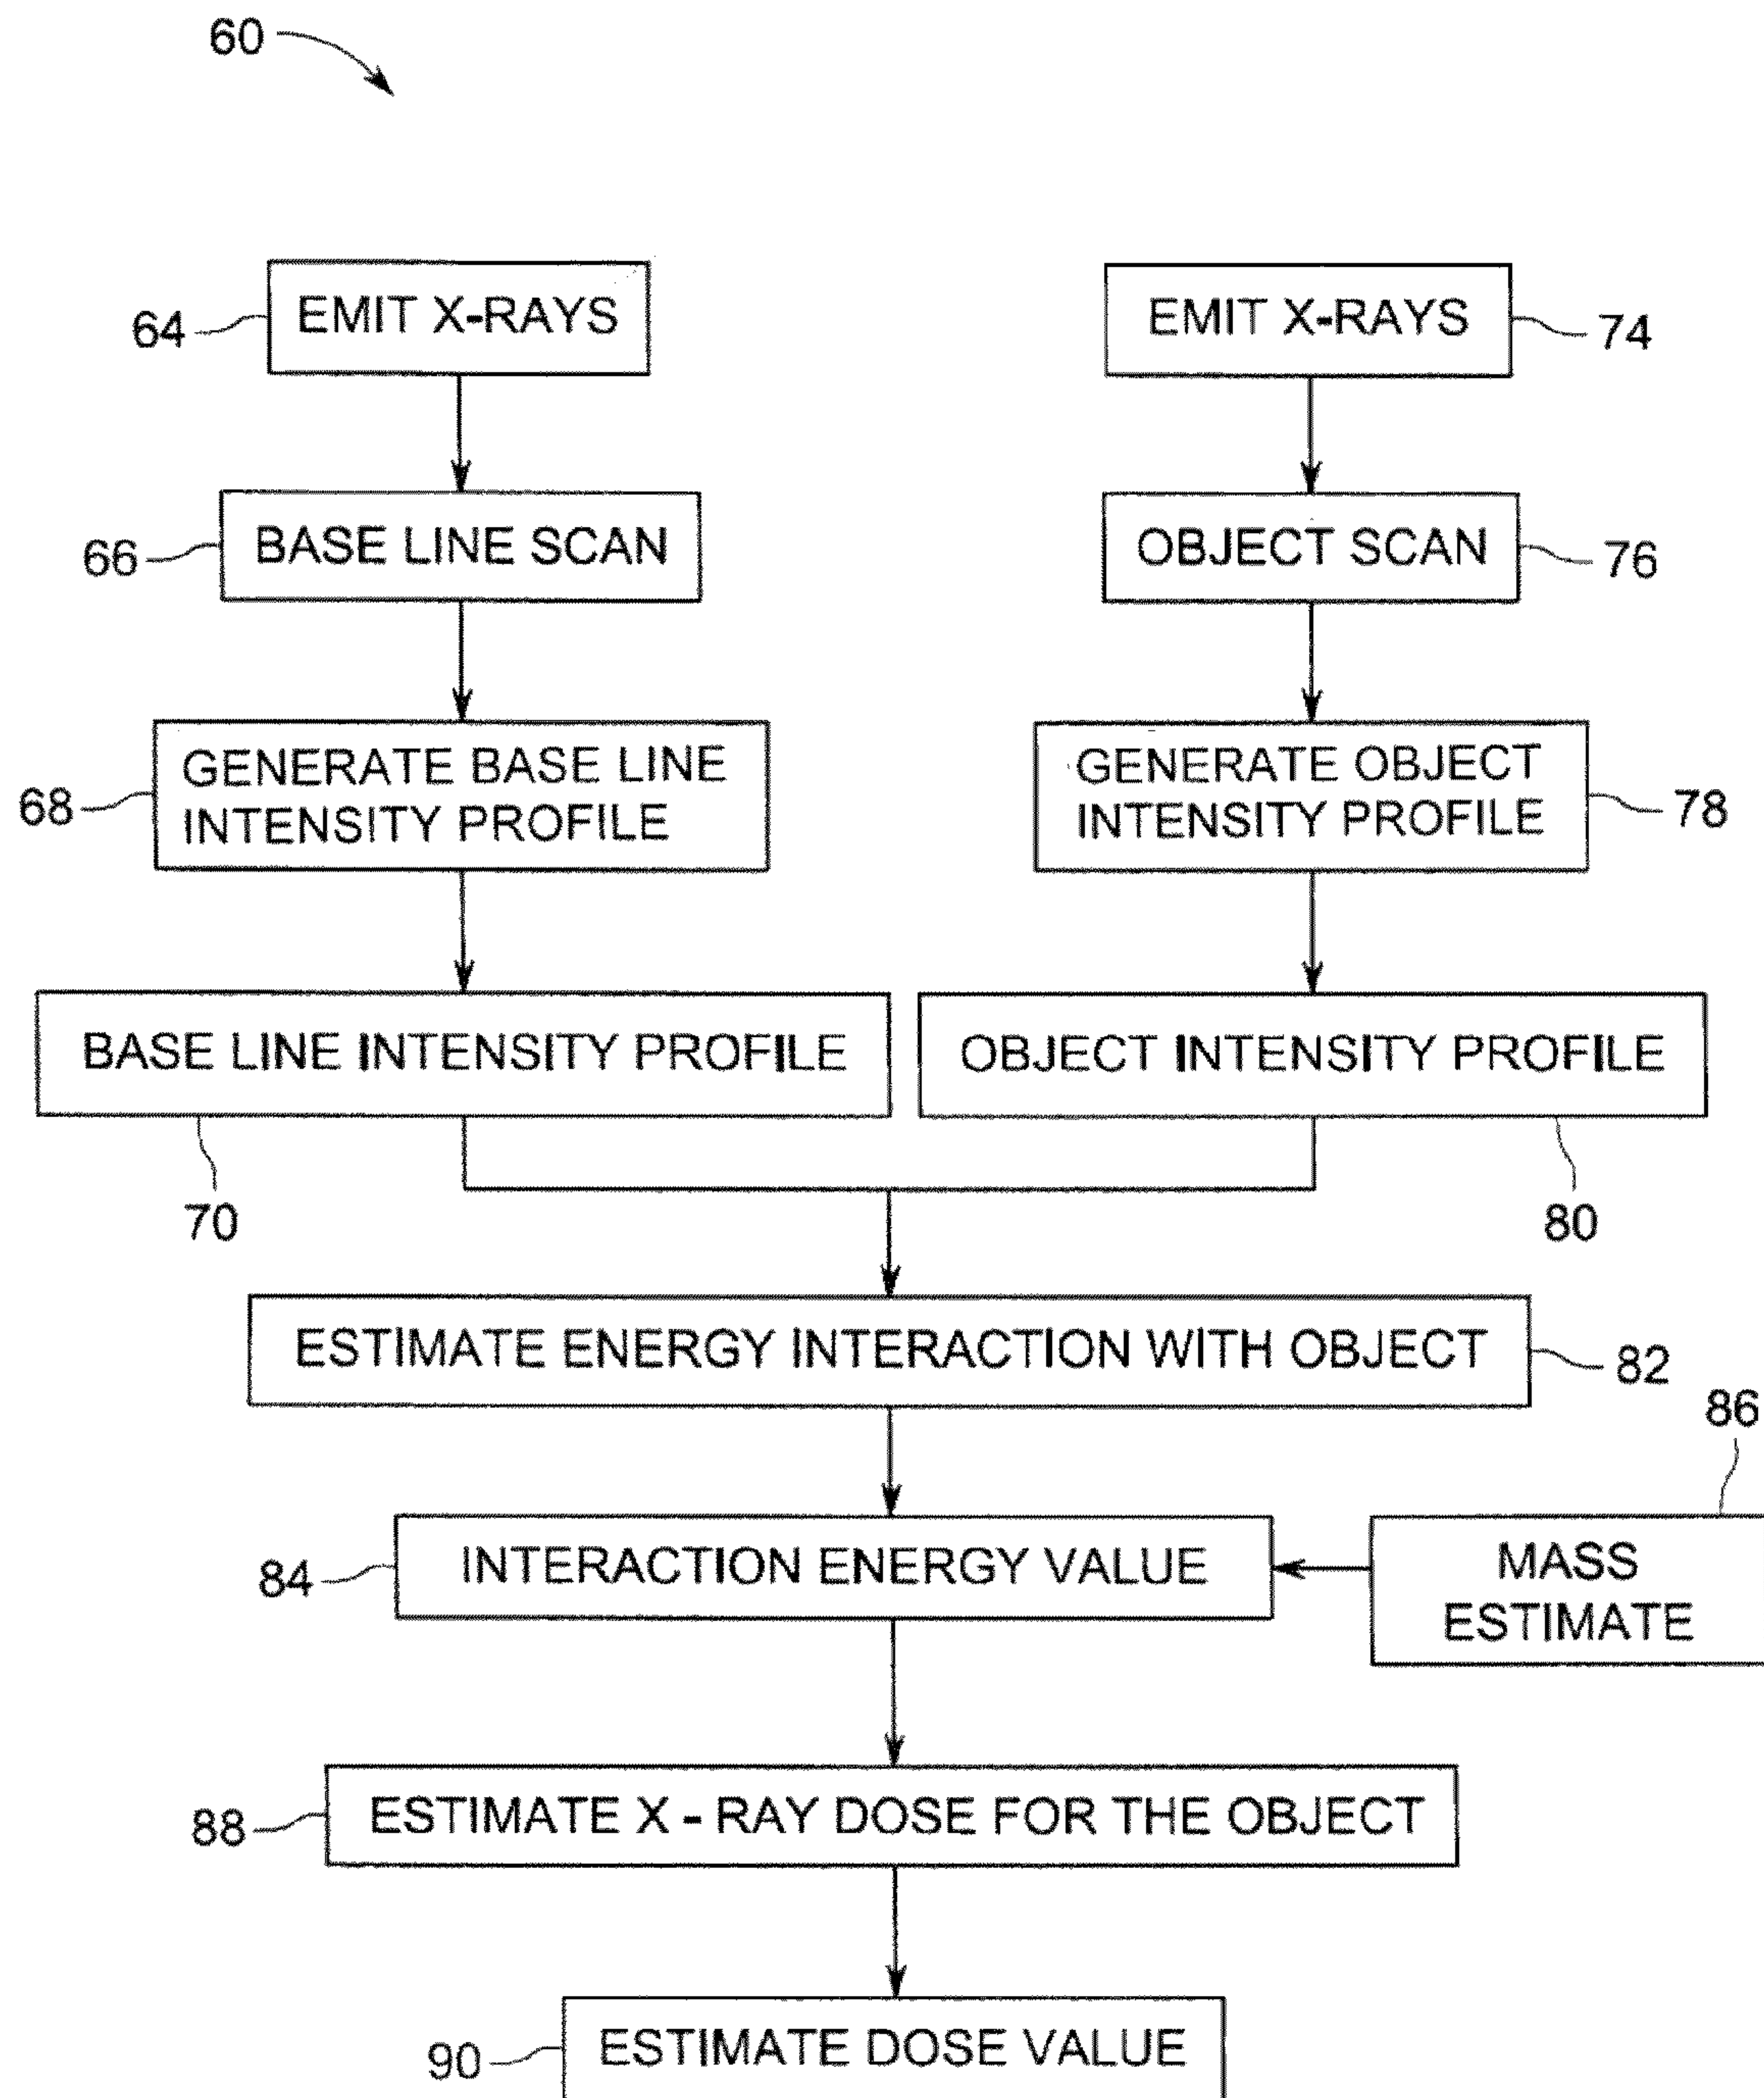 60
EMIT X-RAYS
64
EMIT X-RAYS
74
BASE LINE SCAN
66
OBJECT SCAN
76
GENERATE BASE LINE
INTENSITY PROFILE
68
GENERATE OBJECT
INTENSITY PROFILE
78
BASE LINE INTENSITY PROFILE
70
OBJECT INTENSITY PROFILE
80
ESTIMATE ENERGY INTERACTION WITH OBJECT
82
86
84
INTERACTION ENERGY VALUE
MASS
ESTIMATE
88
ESTIMATE X - RAY DOSE FOR THE OBJECT
90
ESTIMATE DOSE VALUE